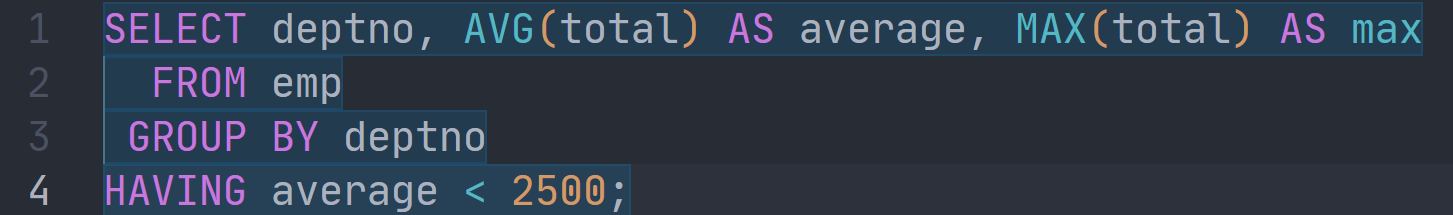 1 SELECT deptno, AVG(total) AS average, MAX(total) AS max
2   FROM emp
3  GROUP BY deptno
4 HAVING average < 2500;